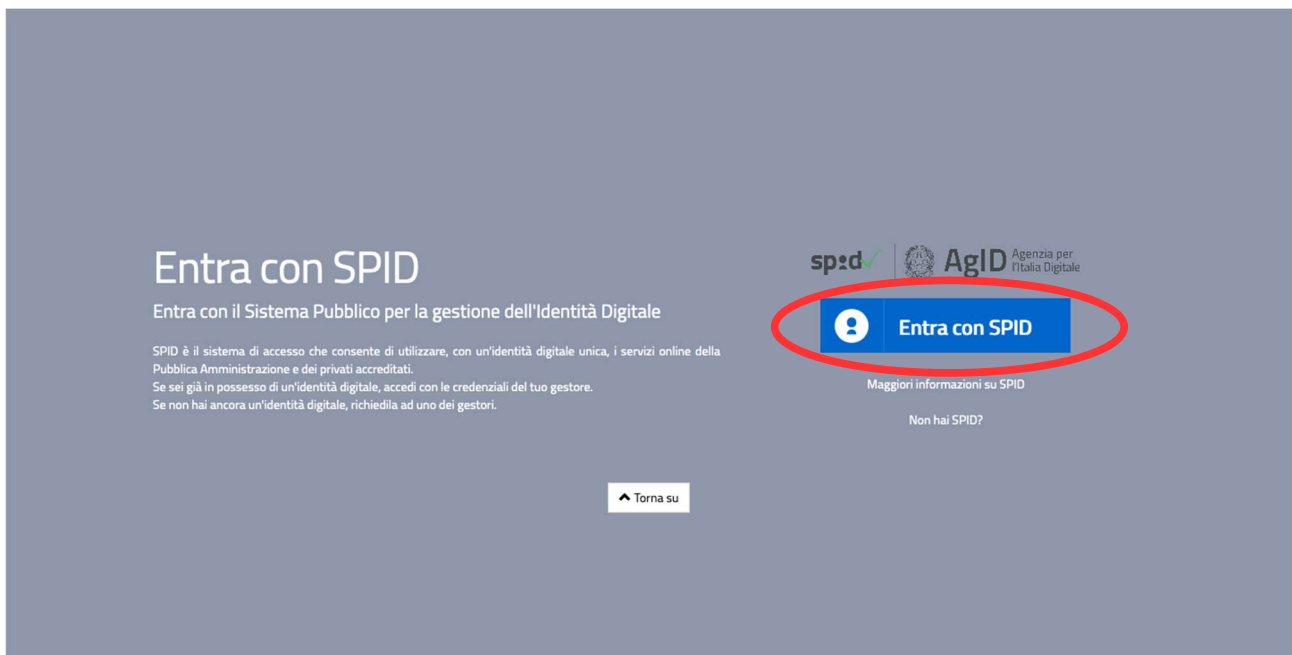 Entra con SPID
Entra con il Sistema Pubblico per la gestione dell'Identità Digitale
SPID è il sistema di accesso che consente di utilizzare, con un'identità digitale unica, i servizi online della
Pubblica Amministrazione e dei privati accreditati.
Se sei già in possesso di un'identità digitale, accedi con le credenziali del tuo gestore.
Se non hai ancora un'identità digitale, richiedila ad uno dei gestori.
spid
AgID
Agenzia per
l'Italia Digitale
Entra con SPID
Maggiori informazioni su SPID
Non hai SPID?
Torna su